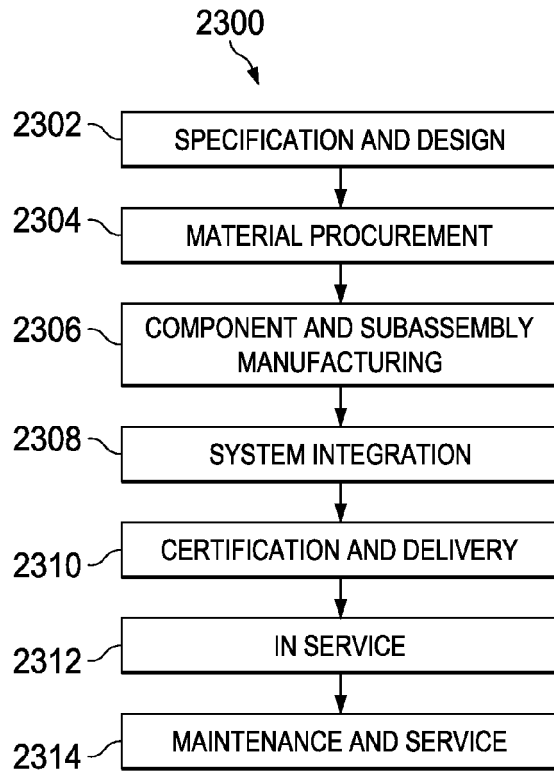 2300
2302
SPECIFICATION AND DESIGN
2304
MATERIAL PROCUREMENT
2306
COMPONENT AND SUBASSEMBLY
MANUFACTURING
2308
SYSTEM INTEGRATION
2310
CERTIFICATION AND DELIVERY
2312
IN SERVICE
2314
MAINTENANCE AND SERVICE